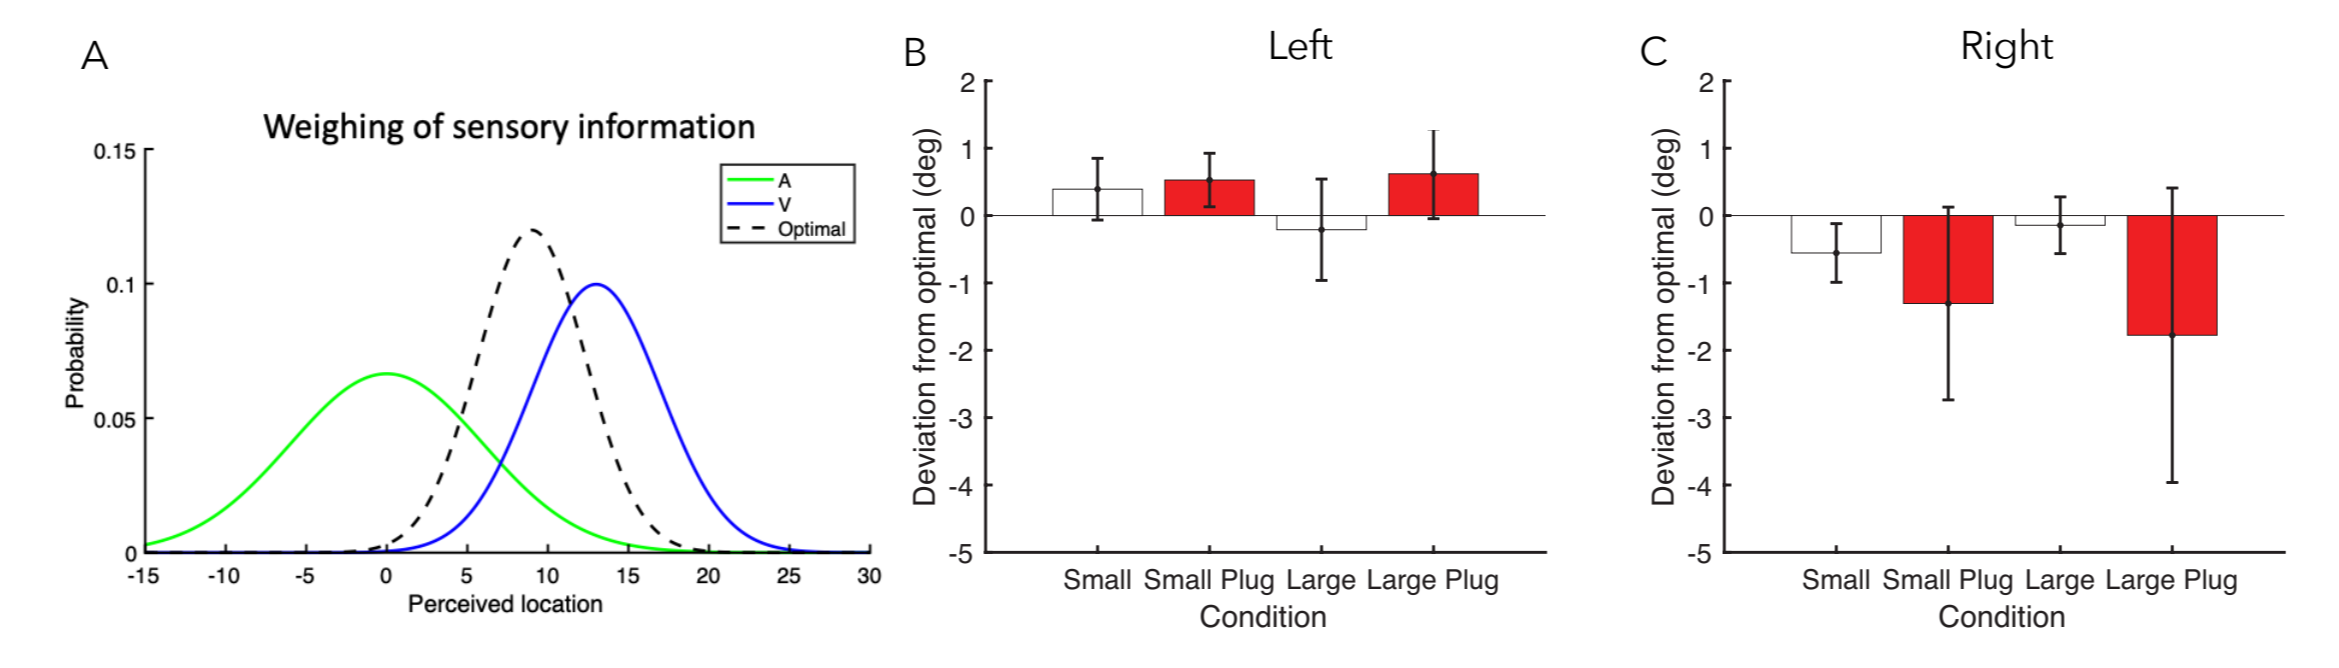 A
Weighing of sensory information
A
V
Optimal
0.15
0.1
0.05
0
Probability
-15 -10 -5 0 5 10 15 20 25 30
Perceived location
B
Left
2
1
0
-1
-2
-3
-4
-5
Deviation from optimal (deg)
Small Small Plug Large Large Plug
Condition
C
Right
2
1
0
-1
-2
-3
-4
-5
Deviation from optimal (deg)
Small Small Plug Large Large Plug
Condition